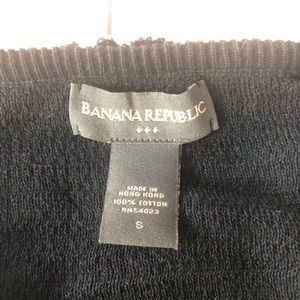 BANANA REPUBLIC
MADE IN
HONG KONG
100% COTTON
RN54023
S